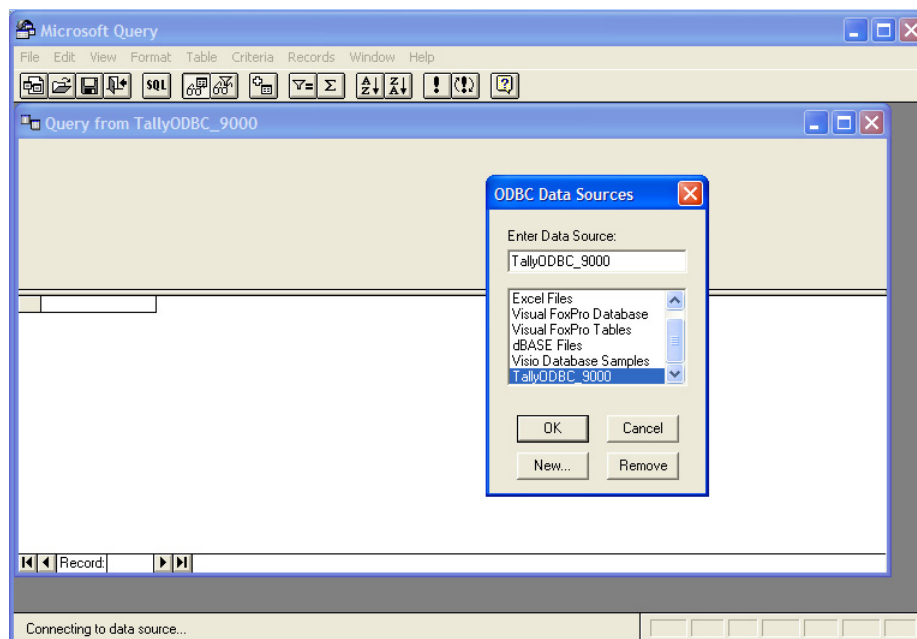 Microsoft Query
File Edit View Format Table Criteria Records Window Help
SQL
Query from TallyODBC_9000
ODBC Data Sources
Enter Data Source:
TallyODBC_9000
Excel Files
Visual FoxPro Database
Visual FoxPro Tables
dBASE Files
Visio Database Samples
TallyODBC_9000
OK Cancel
New... Remove
Record:
Connecting to data source...